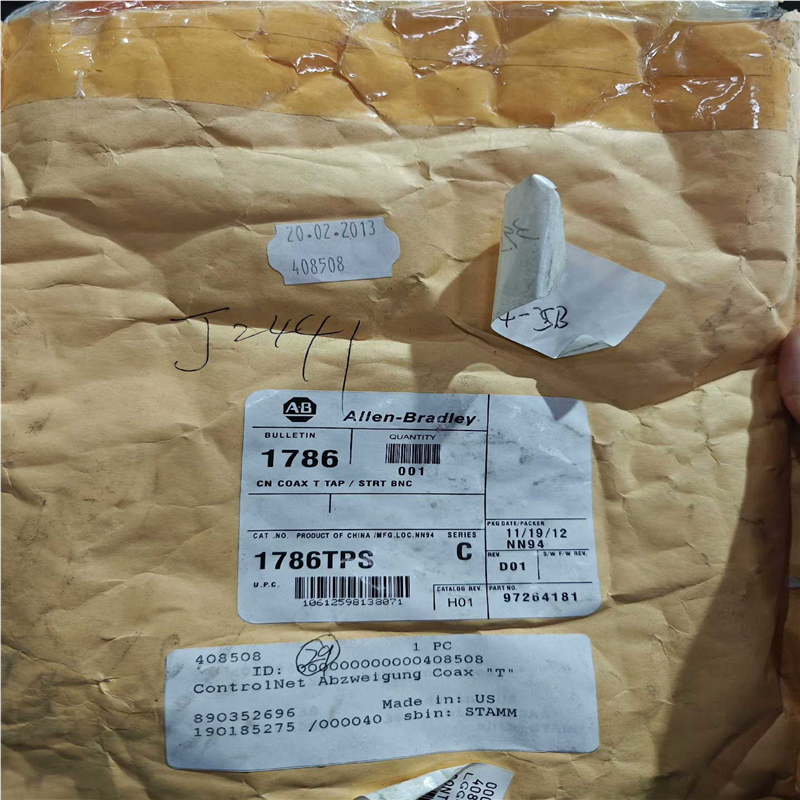 20.02.2013
408508
J2441
AB Allen-Bradley
BULLETIN
1786
QUANTITY
001
CN COAX T TAP / STRT BNC
CAT .NO. PRODUCT OF CHINA /MFG.LOC.NN94 SERIES
1786TPS C
U.P.C.
10612598138071
CATALOG REV.
H01
PKG DATE/PACKER
11/19/12
NN94
REV.
D01
S/W F/W REV.
PART NO.
97264181
408508 29 1 PC
ID: 000000000000408508
ControlNet Abzweigung Coax "T"
Made in: US
890352696
190185275 /000040 sbin: STAMM